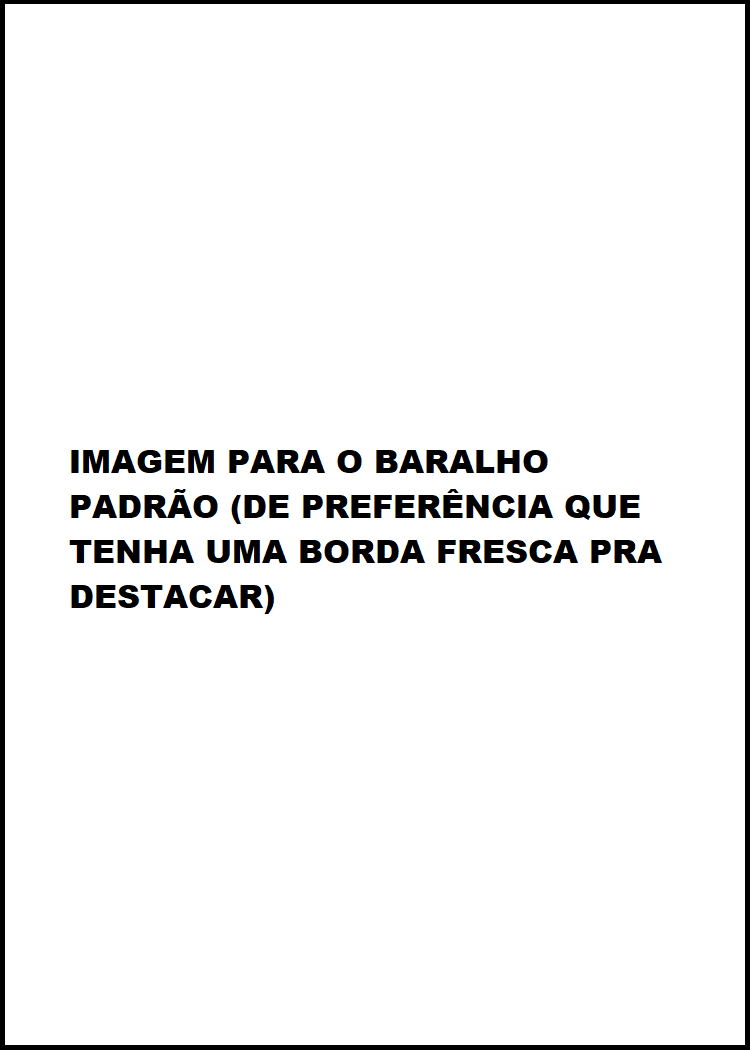 IMAGEM PARA O BARALHO
PADRÃO (DE PREFERÊNCIA QUE
TENHA UMA BORDA FRESCA PRA
DESTACAR)